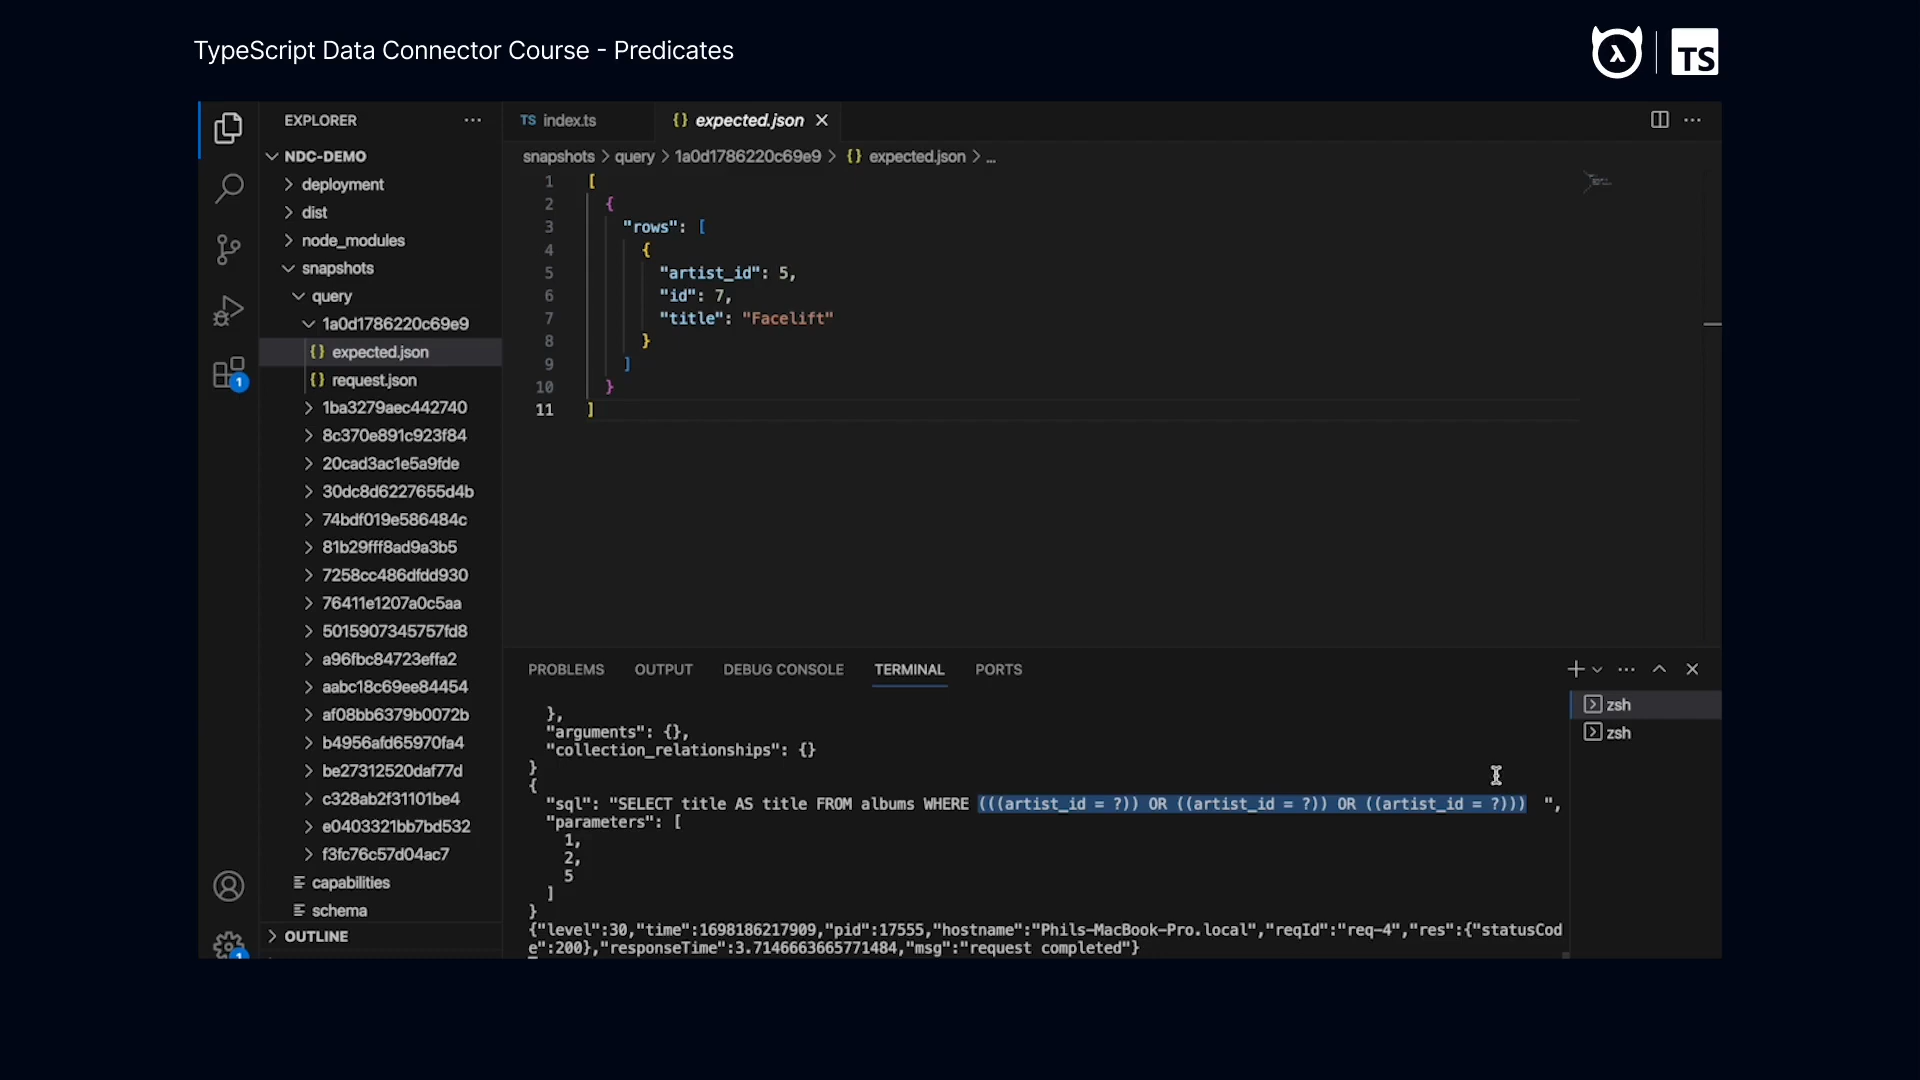 TypeScript Data Connector Course - Predicates
TS
EXPLORER
NDC-DEMO
deployment
dist
node_modules
snapshots
query
1a0d1786220c69e9
{} expected.json
{} request.json
1ba3279aec442740
8c370e891c923f84
20cad3ac1e5a9fde
30dc8d6227655d4b
74bdf019e586484c
81b29fff8ad9a3b5
7258cc486dfdd930
76411e1207a0c5aa
5015907345757fd8
a96fbc84723effa2
aabc18c69ee84454
af08bb6379b0072b
b4956afd65970fa4
be27312520daf77d
c328ab2f31101be4
e0403321bb7bd532
f3fc76c57d04ac7
capabilities
schema
OUTLINE
1
1
TS index.ts
{} expected.json
snapshots > query > 1a0d1786220c69e9 > {} expected.json > ...
1 [
2 {
3 "rows": [
4 {
5 "artist_id": 5,
6 "id": 7,
7 "title": "Facelift"
8 }
9 ]
10 }
11 ]
PROBLEMS OUTPUT DEBUG CONSOLE TERMINAL PORTS
},
"arguments": {},
"collection_relationships": {}
}
{
"sql": "SELECT title AS title FROM albums WHERE (((artist_id = ?)) OR ((artist_id = ?)) OR ((artist_id = ?))) ",
"parameters": [
1,
2,
5
]
}
{"level":30,"time":1698186217909,"pid":17555,"hostname":"Phils-MacBook-Pro.local","reqId":"req-4","res":{"statusCod
e":200},"responseTime":3.7146663665771484,"msg":"request completed"}
zsh
zsh